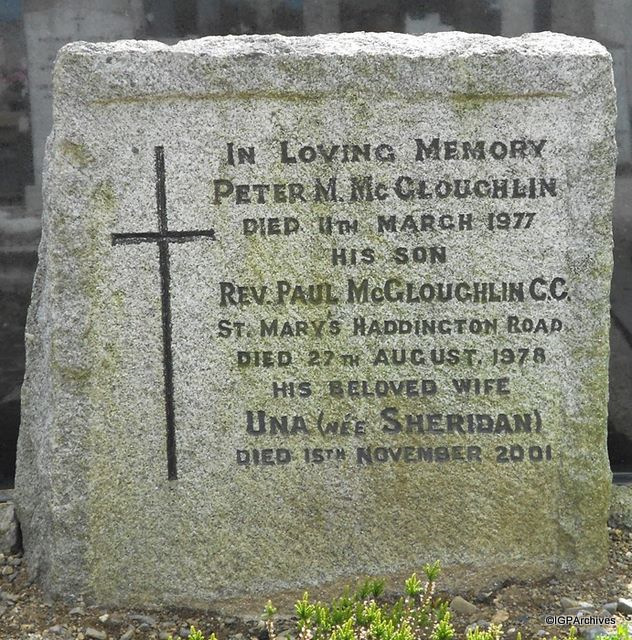 In Loving Memory
Peter M. McGloughlin
died 11th March 1977
his son
Rev. Paul McGloughlin C.C.
St. Mary's Haddington Road
died 27th August, 1978
his beloved wife
Una (née Sheridan)
died 15th November 2001
©IGPArchives